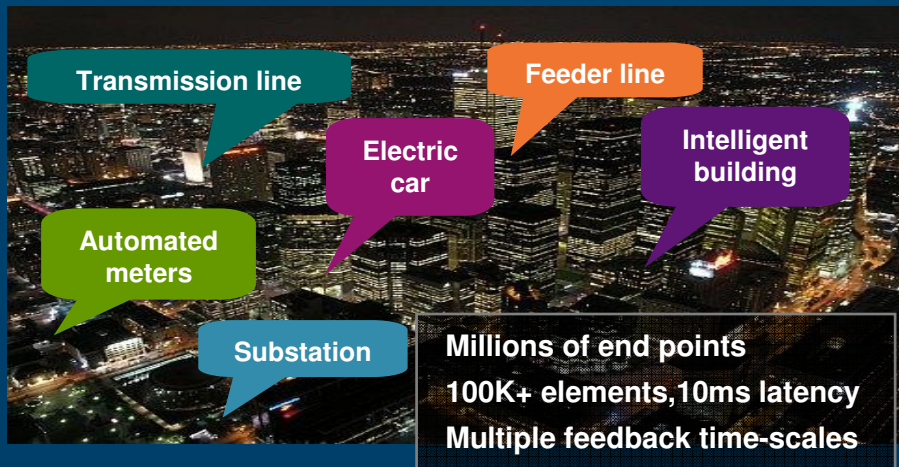 Transmission line
Feeder line
Electric
car
Intelligent
building
Automated
meters
Substation
Millions of end points
100K+ elements,10ms latency
Multiple feedback time-scales